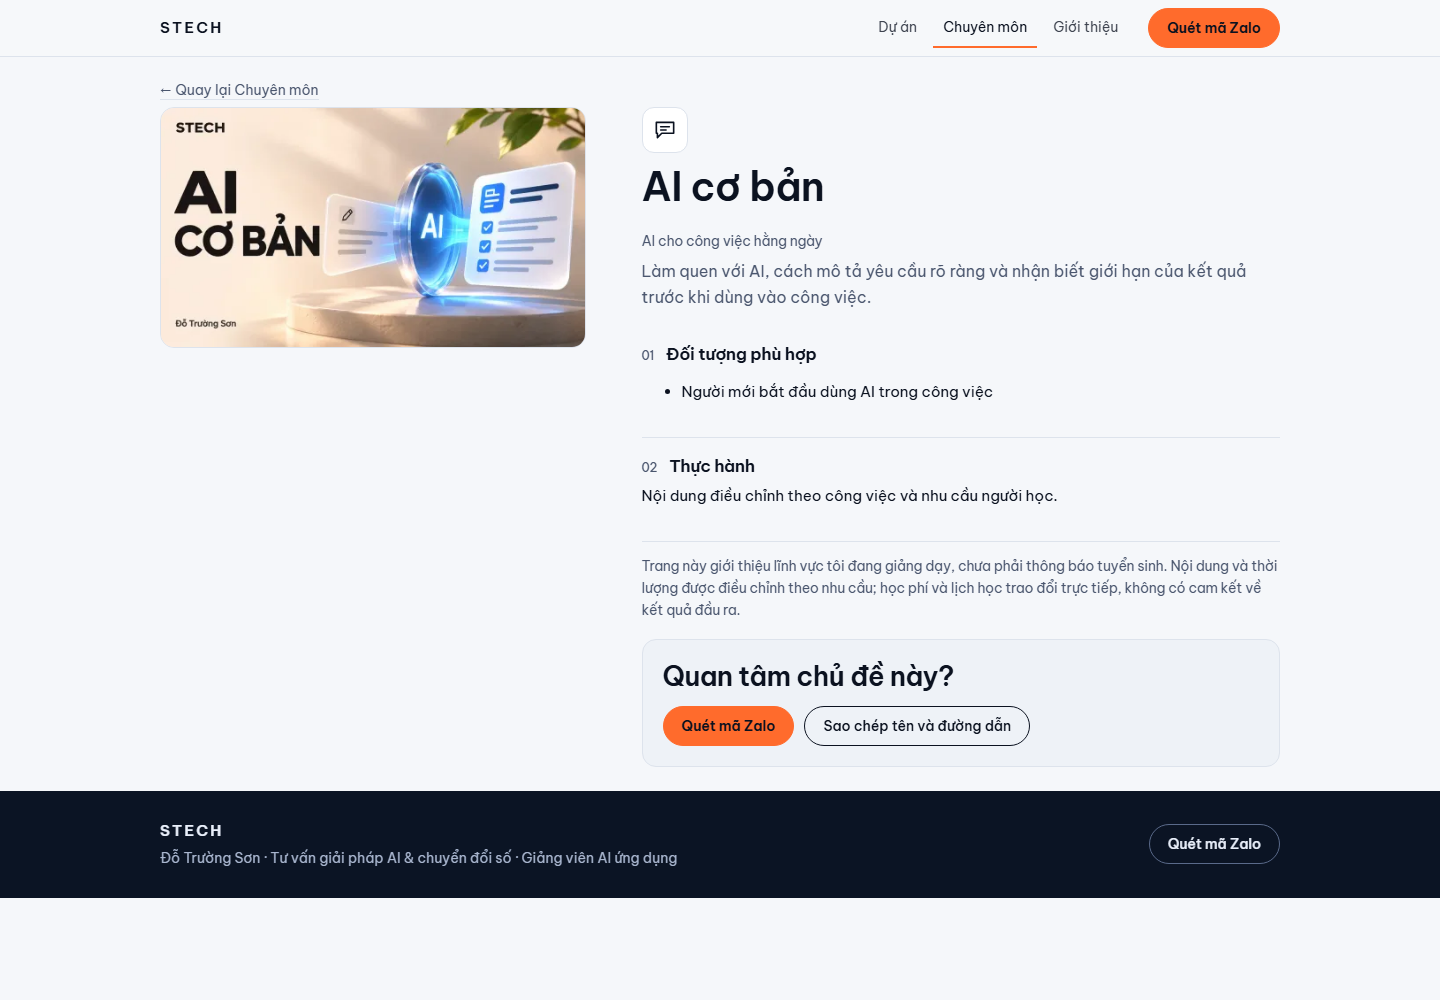 STECH
Dự án
Chuyên môn
Giới thiệu
Quét mã Zalo
← Quay lại Chuyên môn
STECH
AI
CƠ BẢN
AI
Đỗ Trường Sơn
AI cơ bản
AI cho công việc hằng ngày
Làm quen với AI, cách mô tả yêu cầu rõ ràng và nhận biết giới hạn của kết quả
trước khi dùng vào công việc.
01 Đối tượng phù hợp
• Người mới bắt đầu dùng AI trong công việc
02 Thực hành
Nội dung điều chỉnh theo công việc và nhu cầu người học.
Trang này giới thiệu lĩnh vực tôi đang giảng dạy, chưa phải thông báo tuyển sinh. Nội dung và thời
lượng được điều chỉnh theo nhu cầu; học phí và lịch học trao đổi trực tiếp, không có cam kết về
kết quả đầu ra.
Quan tâm chủ đề này?
Quét mã Zalo
Sao chép tên và đường dẫn
STECH
Đỗ Trường Sơn · Tư vấn giải pháp AI & chuyển đổi số · Giảng viên AI ứng dụng
Quét mã Zalo